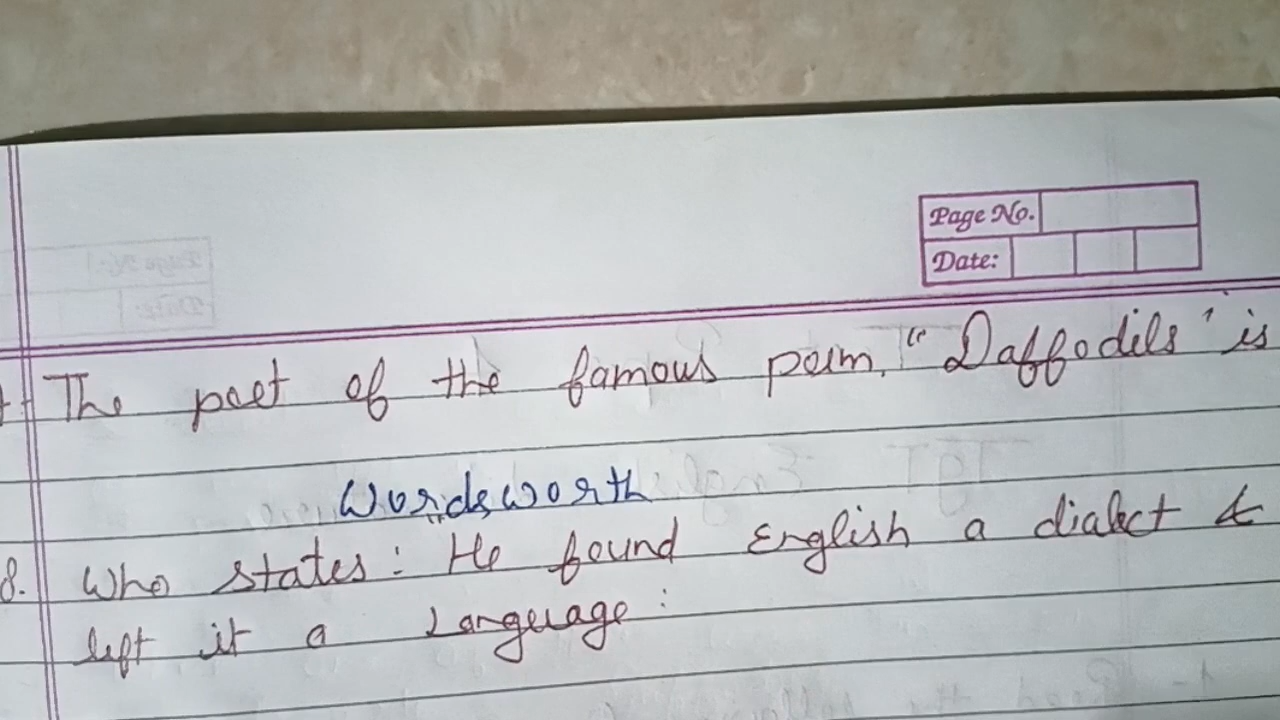 Page No.
Date:
The poet of the famous poem. "Daffodils' is
Wordsworth
8. Who states: He found English a dialect &
left it a Language: